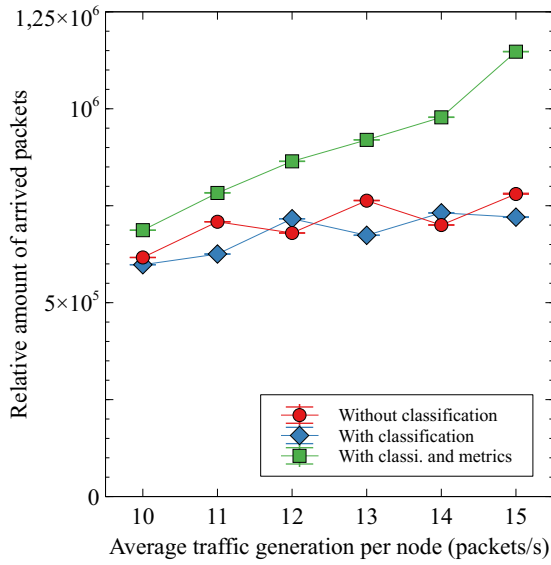 1,25×10⁶
10⁶
5×10⁵
0
Relative amount of arrived packets
Without classification
With classification
With classi. and metrics
10 11 12 13 14 15
Average traffic generation per node (packets/s)